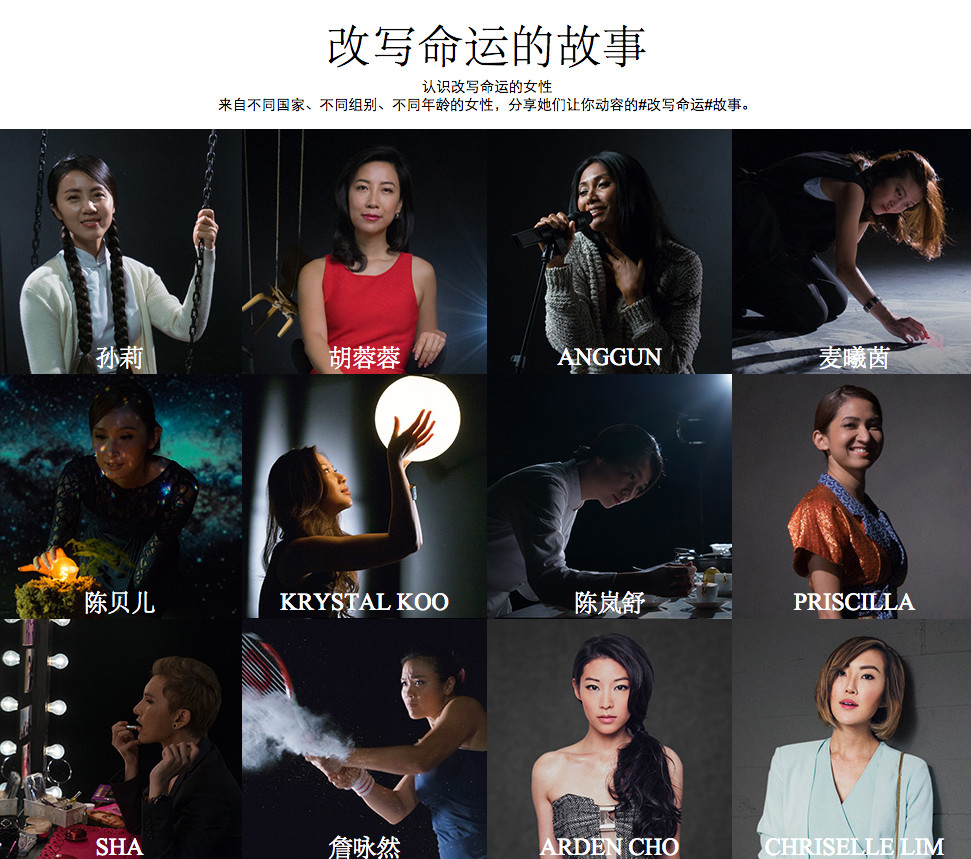 改写命运的故事
认识改写命运的女性
来自不同国家、不同组别、不同年龄的女性，分享她们让你动容的#改写命运#故事。
孙莉
胡蓉蓉
ANGGUN
麦曦茵
陈贝儿
KRYSTAL KOO
陈岚舒
PRISCILLA
SHA
詹咏然
ARDEN CHO
CHRISELLE LIM